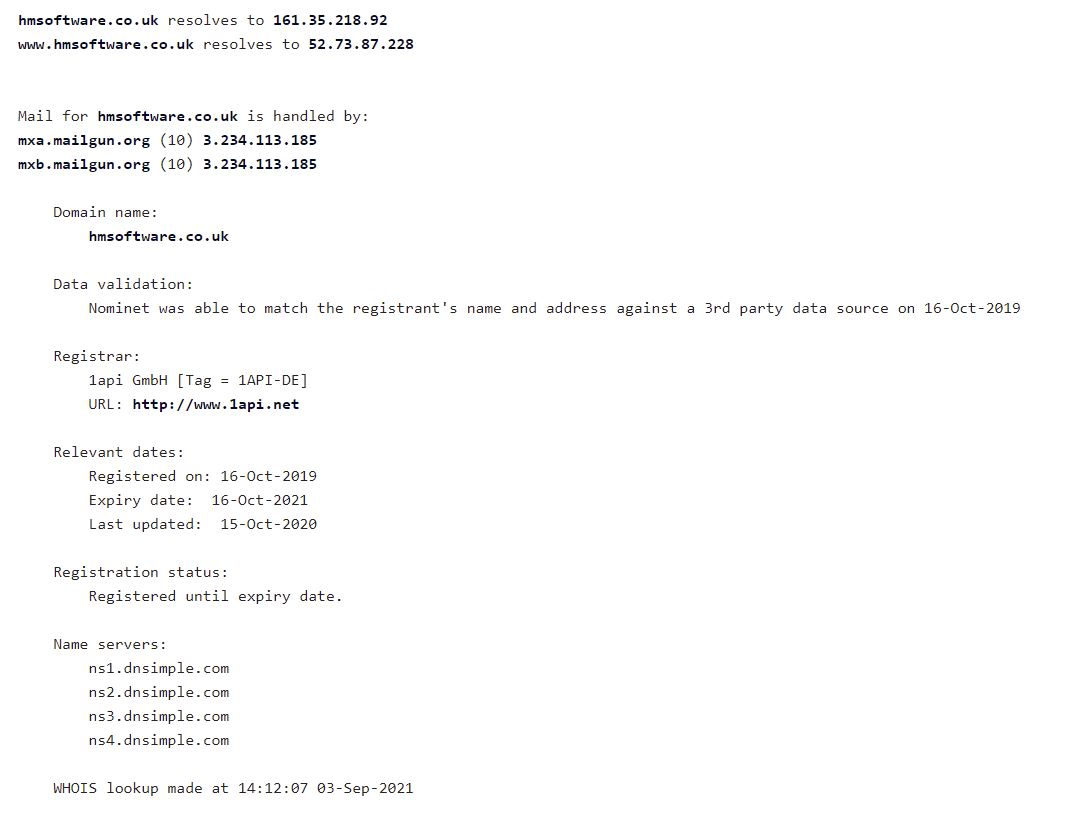 hmsoftware.co.uk resolves to 161.35.218.92
www.hmsoftware.co.uk resolves to 52.73.87.228
Mail for hmsoftware.co.uk is handled by:
mxa.mailgun.org (10) 3.234.113.185
mxb.mailgun.org (10) 3.234.113.185
Domain name:
hmsoftware.co.uk
Data validation:
Nominet was able to match the registrant's name and address against a 3rd party data source on 16-Oct-2019
Registrar:
1api GmbH [Tag = 1API-DE]
URL: http://www.1api.net
Relevant dates:
Registered on: 16-Oct-2019
Expiry date:  16-Oct-2021
Last updated:  15-Oct-2020
Registration status:
Registered until expiry date.
Name servers:
ns1.dnsimple.com
ns2.dnsimple.com
ns3.dnsimple.com
ns4.dnsimple.com
WHOIS lookup made at 14:12:07 03-Sep-2021